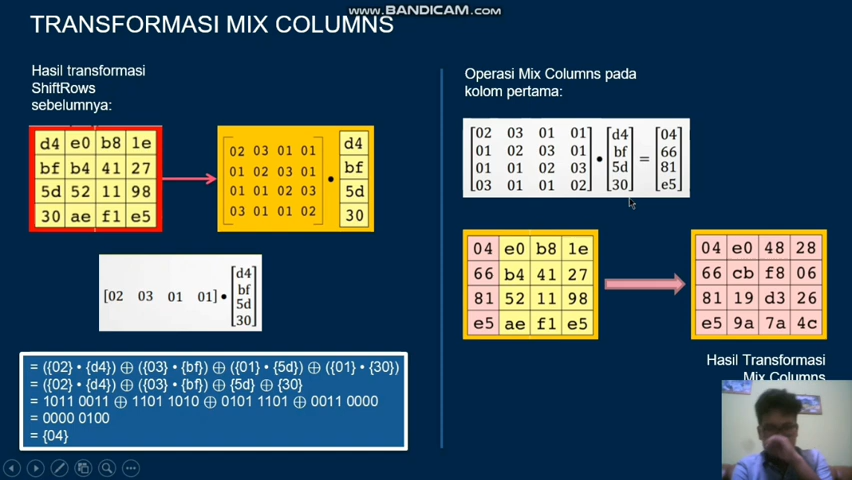 www.BANDICAM.com
TRANSFORMASI MIX COLUMNS
Hasil transformasi
ShiftRows
sebelumnya:
d4 e0 b8 1e
bf b4 41 27
5d 52 11 98
30 ae f1 e5
02 03 01 01
01 02 03 01
01 01 02 03
03 01 01 02
•
d4
bf
5d
30
[02 03 01 01] •
d4
bf
5d
30
= ({02} • {d4}) ⊕ ({03} • {bf}) ⊕ ({01} • {5d}) ⊕ ({01} • {30})
= ({02} • {d4}) ⊕ ({03} • {bf}) ⊕ {5d} ⊕ {30}
= 1011 0011 ⊕ 1101 1010 ⊕ 0101 1101 ⊕ 0011 0000
= 0000 0100
= {04}
Operasi Mix Columns pada
kolom pertama:
02 03 01 01
01 02 03 01
01 01 02 03
03 01 01 02
•
d4
bf
5d
30
=
04
66
81
e5
04 e0 b8 1e
66 b4 41 27
81 52 11 98
e5 ae f1 e5
04 e0 48 28
66 cb f8 06
81 19 d3 26
e5 9a 7a 4c
Hasil Transformasi
Mix Columns